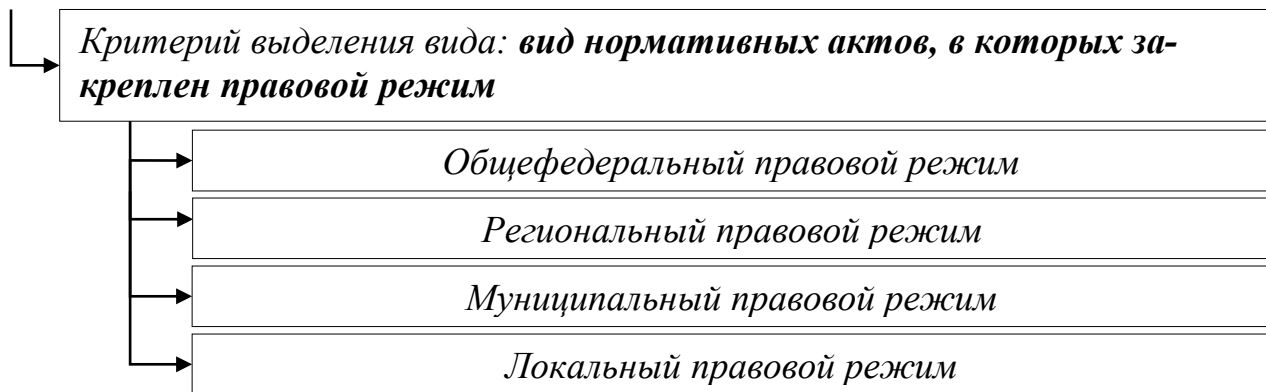 Критерий выделения вида: вид нормативных актов, в которых за-
креплен правовой режим
Общефедеральный правовой режим
Региональный правовой режим
Муниципальный правовой режим
Локальный правовой режим